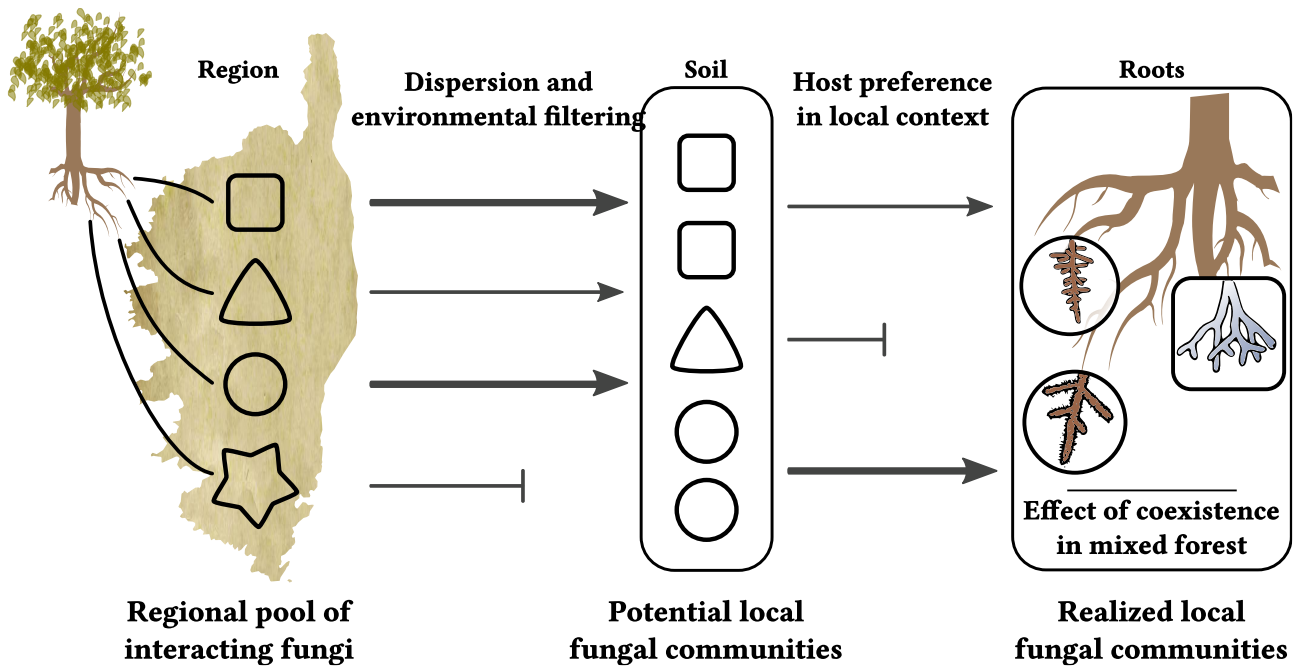 Region
Dispersion and
environmental filtering
Soil
Host preference
in local context
Roots
Effect of coexistence
in mixed forest
Regional pool of
interacting fungi
Potential local
fungal communities
Realized local
fungal communities